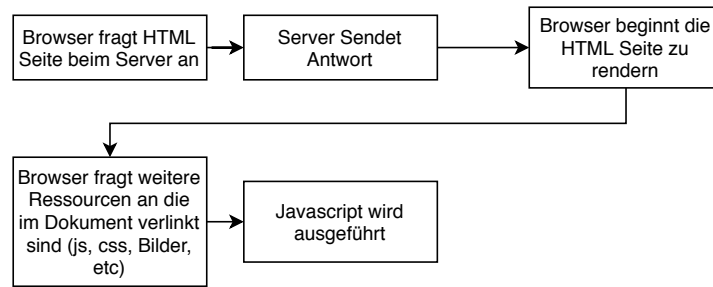 Browser fragt HTML
Seite beim Server an
Server Sendet
Antwort
Browser beginnt die
HTML Seite zu
rendern
Browser fragt weitere
Ressourcen an die
im Dokument verlinkt
sind (js, css, Bilder,
etc)
Javascript wird
ausgeführt